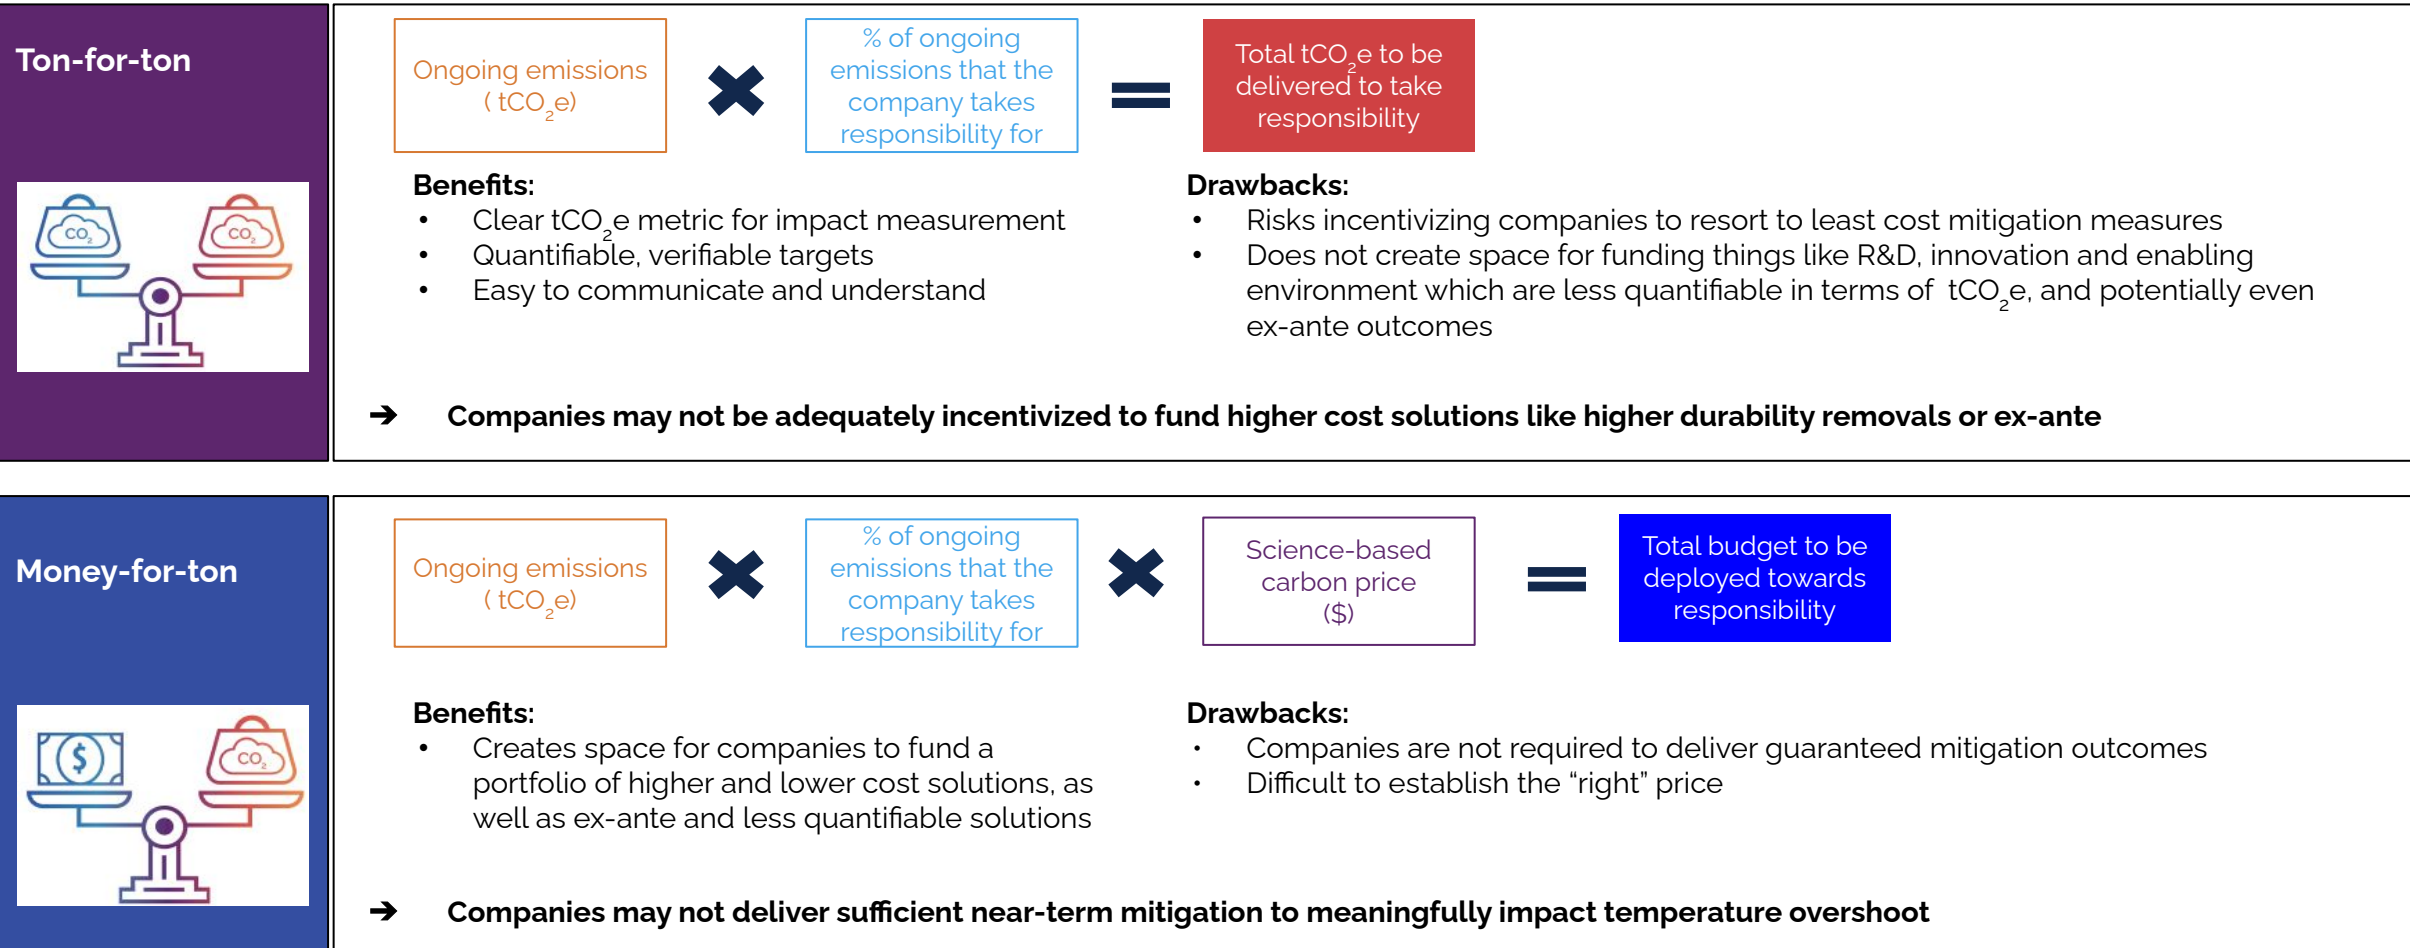 Ton-for-ton
CO2
CO2
Ongoing emissions
( tCO2e)
% of ongoing
emissions that the
company takes
responsibility for
Total tCO2e to be
delivered to take
responsibility
Benefits:
• Clear tCO2e metric for impact measurement
• Quantifiable, verifiable targets
• Easy to communicate and understand
Drawbacks:
• Risks incentivizing companies to resort to least cost mitigation measures
• Does not create space for funding things like R&D, innovation and enabling
environment which are less quantifiable in terms of tCO2e, and potentially even
ex-ante outcomes
➔ Companies may not be adequately incentivized to fund higher cost solutions like higher durability removals or ex-ante
Money-for-ton
$
CO2
Ongoing emissions
( tCO2e)
% of ongoing
emissions that the
company takes
responsibility for
Science-based
carbon price
($)
Total budget to be
deployed towards
responsibility
Benefits:
• Creates space for companies to fund a
portfolio of higher and lower cost solutions, as
well as ex-ante and less quantifiable solutions
Drawbacks:
• Companies are not required to deliver guaranteed mitigation outcomes
• Difficult to establish the “right” price
➔ Companies may not deliver sufficient near-term mitigation to meaningfully impact temperature overshoot